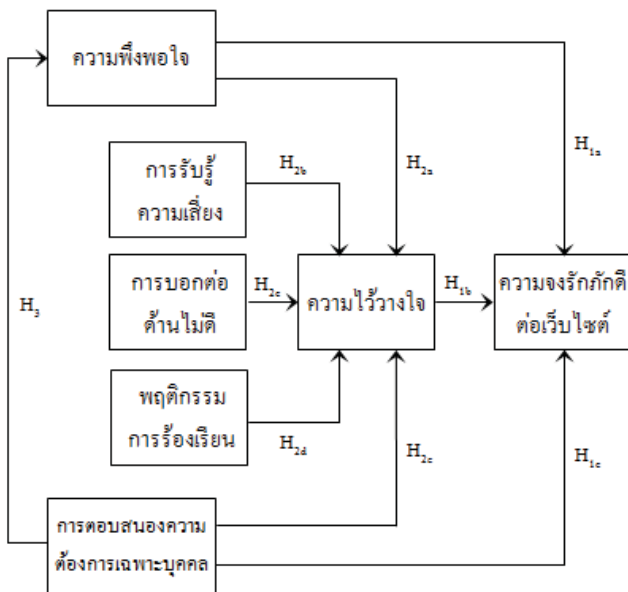 ความพึงพอใจ
H₁ₐ
H₂ₐ
การรับรู้
ความเสี่ยง
H2b
การบอกต่อ
ด้านไม่ดี
H2c
ความไว้วางใจ
H1b
ความจงรักภักดี
ต่อเว็บไซต์
H₃
พฤติกรรม
การร้องเรียน
H2d
H2e
H1c
การตอบสนองความ
ต้องการเฉพาะบุคคล